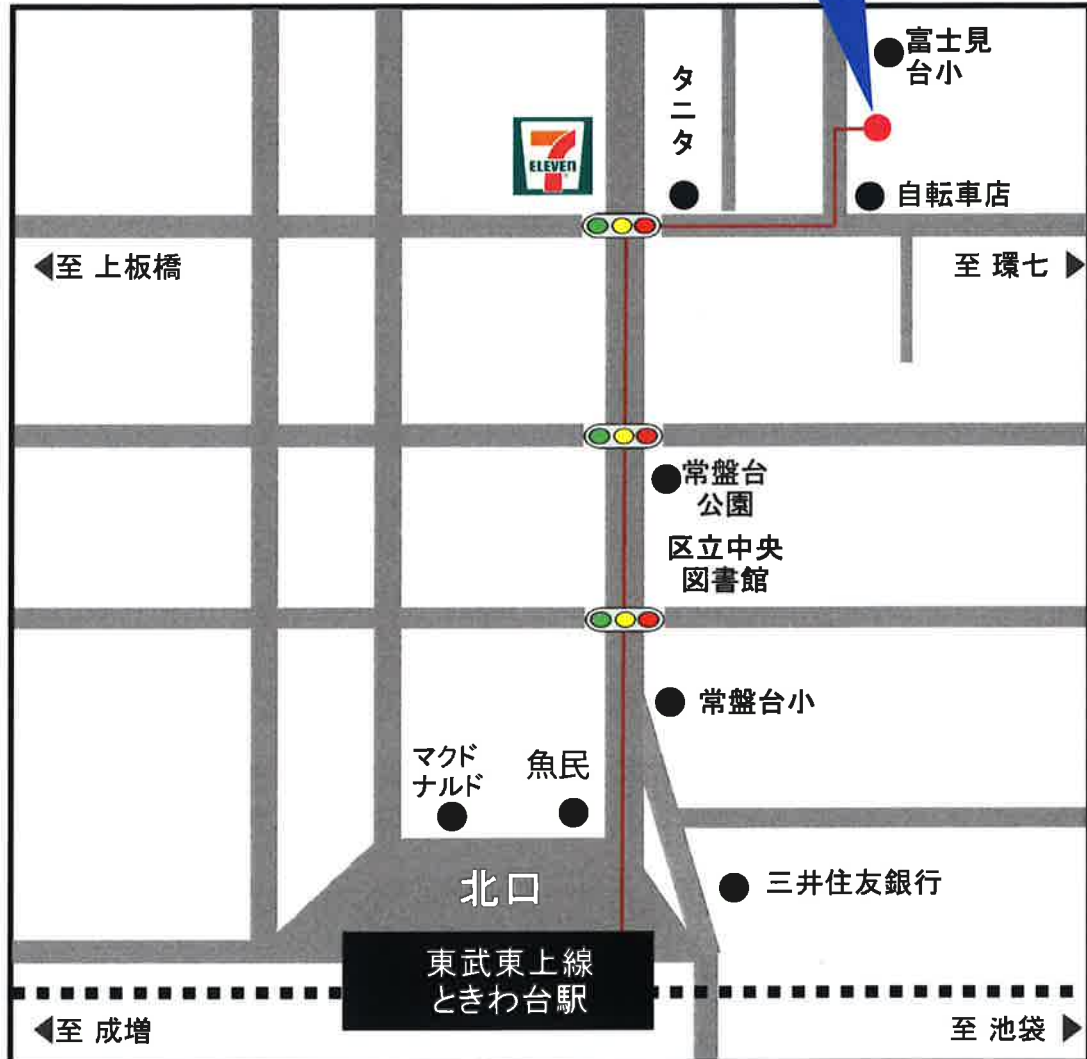 富士見
台小
タニタ
7
ELEVEn
自転車店
至 上板橋
至 環七
常盤台
公園
区立中央
図書館
常盤台小
マクド
ナルド
魚民
北口
三井住友銀行
東武東上線
ときわ台駅
至 成増
至 池袋